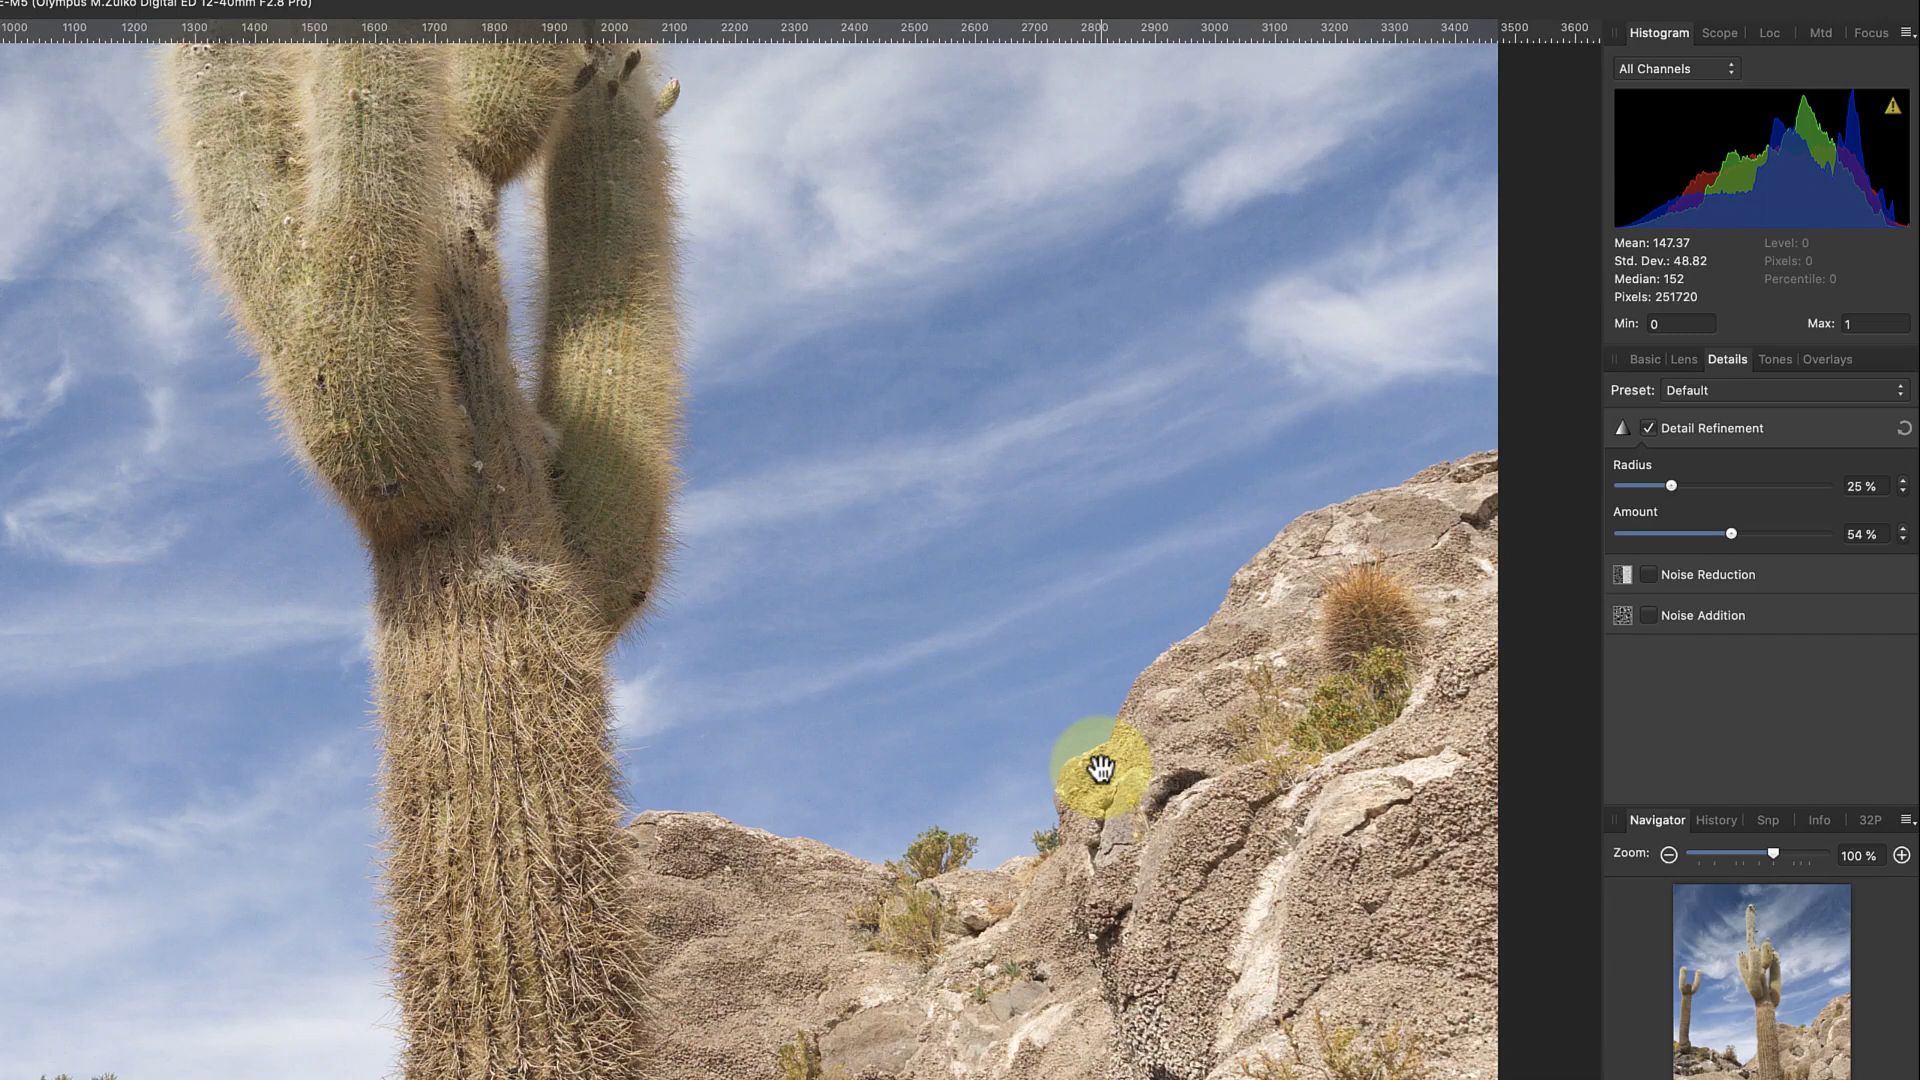 E-M5 (Olympus M.Zuiko Digital ED 12-40mm F2.8 Pro)
1000 1100 1200 1300 1400 1500 1600 1700 1800 1900 2000 2100 2200 2300 2400 2500 2600 2700 2800 2900 3000 3100 3200 3300 3400 3500 3600
Histogram Scope Loc Mtd Focus
All Channels
Mean: 147.37 Level: 0
Std. Dev.: 48.82 Pixels: 0
Median: 152 Percentile: 0
Pixels: 251720
Min: 0 Max: 1
Basic Lens Details Tones Overlays
Preset: Default
Detail Refinement
Radius
25 %
Amount
54 %
Noise Reduction
Noise Addition
Navigator History Snp Info 32P
Zoom: 100 %